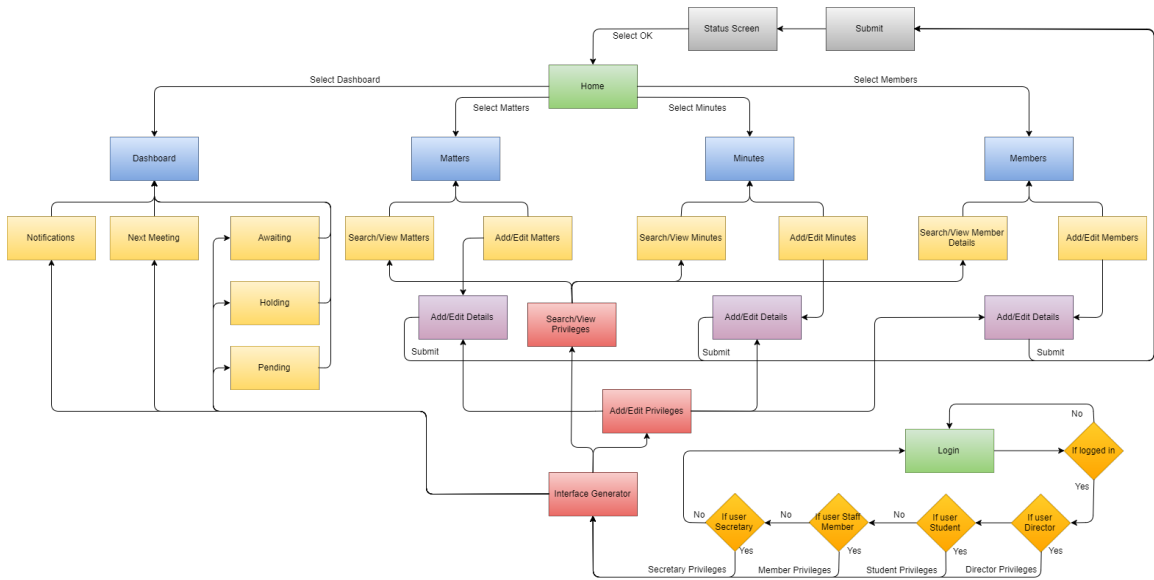 Status Screen
Submit
Select OK
Select Dashboard
Home
Select Members
Select Matters
Select Minutes
Dashboard
Matters
Minutes
Members
Notifications
Next Meeting
Awaiting
Search/View Matters
Add/Edit Matters
Search/View Minutes
Add/Edit Minutes
Search/View Member
Details
Add/Edit Members
Holding
Add/Edit Details
Search/View
Privileges
Add/Edit Details
Add/Edit Details
Submit
Submit
Submit
Pending
Add/Edit Privileges
No
Login
If logged in
Yes
Interface Generator
No
If user
Secretary
No
If user Staff
Member
No
If user
Student
If user
Director
Yes
Yes
Yes
Yes
Secretary Privileges
Member Privileges
Student Privileges
Director Privileges